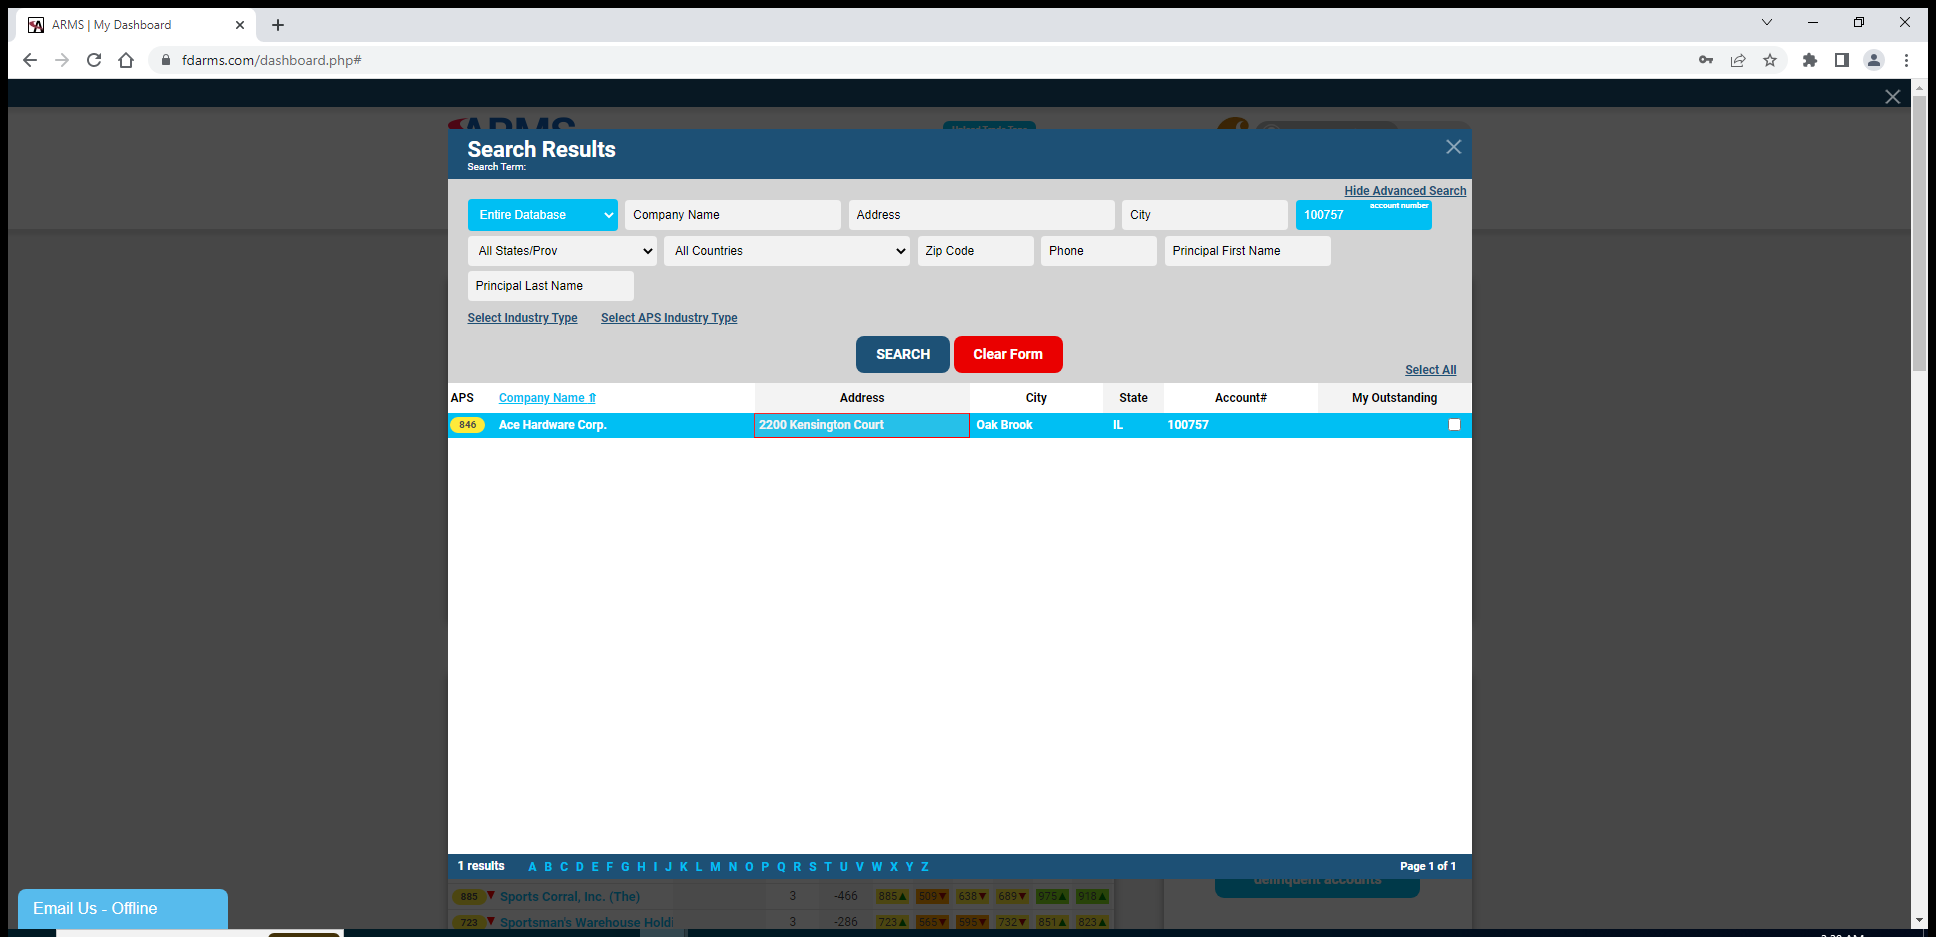 ARMS | My Dashboard
fdarms.com/dashboard.php#
ARMS
Search Results
Search Term:
Hide Advanced Search
Entire Database
Company Name
Address
City
100757
account number
All States/Prov
All Countries
Zip Code
Phone
Principal First Name
Principal Last Name
Select Industry Type
Select APS Industry Type
SEARCH
Clear Form
Select All
APS Company Name ⇑ Address City State Account# My Outstanding
846 Ace Hardware Corp. 2200 Kensington Court Oak Brook IL 100757
1 results A B C D E F G H I J K L M N O P Q R S T U V W X Y Z Page 1 of 1
delinquent accounts
885 Sports Corral, Inc. (The) 3 -466 885▲ 509▼ 638▼ 689▼ 975▲ 918▲
Email Us - Offline
723 Sportsman's Warehouse Holdi 3 -286 723▲ 565▼ 595▼ 732▼ 851▲ 823▲